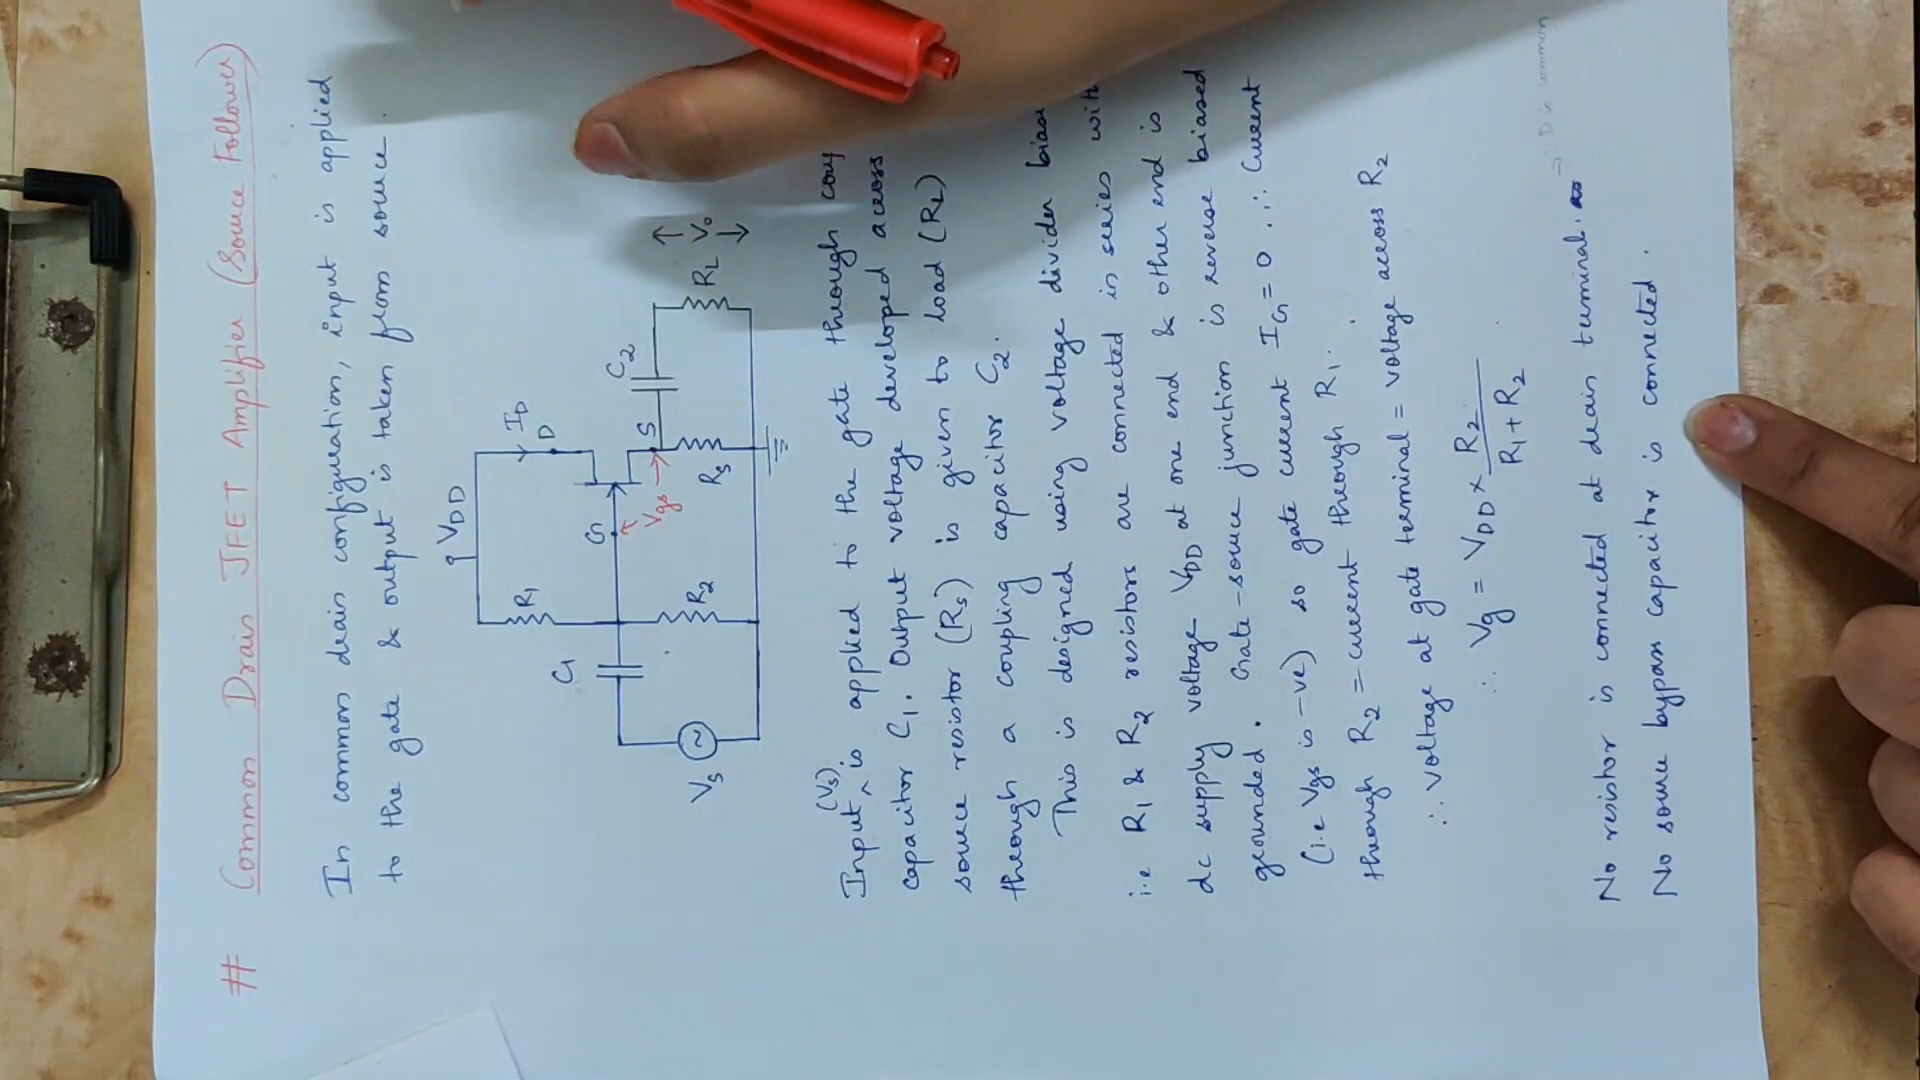 # Common Drain JFET Amplifier (Source Follower)
In common drain configuration, input is applied
to the gate & output is taken from source.
VDD
ID
D
R1
C1
G
Vgs
S
C2
R2
Rs
RL
Vo
Vs
(Vs)
Input ^ is applied to the gate through
capacitor C1. Output voltage developed across
source resistor (Rs) is given to load (RL)
through a coupling capacitor C2.
This is designed using voltage divider
i.e R1 & R2 resistors are connected in series with
dc supply voltage VDD at one end & other end is
grounded. Gate-source junction is reverse biased
(i.e Vgs is -ve) so gate current IG = 0 ∴ Current
through R2 = current through R1.
∴ voltage at gate terminal = voltage across R2
∴ Vg = VDD × R2 / R1 + R2
No resistor is connected at drain terminal. ∵ D is common
No source bypass capacitor is connected.